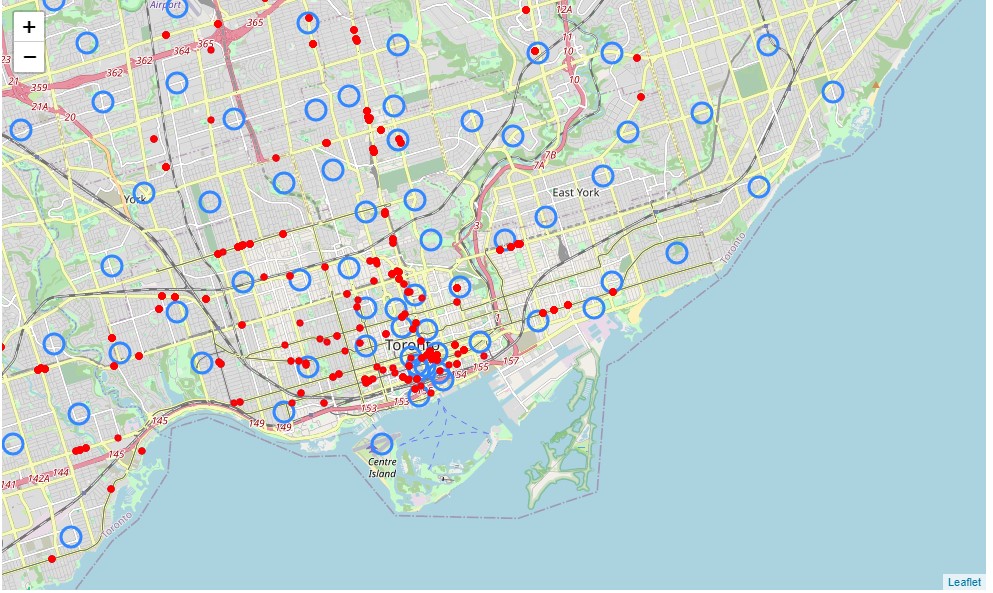 +
−
Airport
12A
365
11
364
365
10
23
362
362
21
359
10
21A
20
7B
7A
East York
York
3
Toronto
1
Toronto
157
155
154
153
153
145
149
149
145
144
142A
141
Centre
Island
Toronto
Leaflet